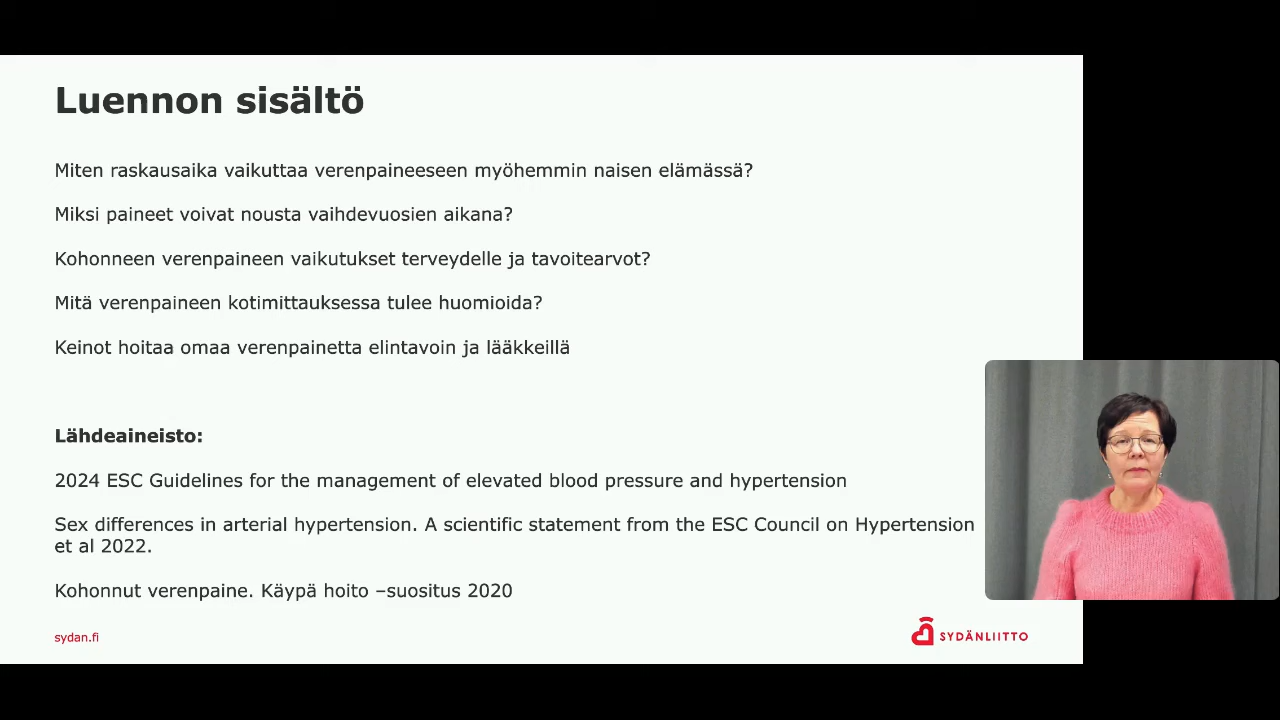 Luennon sisältö
Miten raskausaika vaikuttaa verenpaineeseen myöhemmin naisen elämässä?
Miksi paineet voivat nousta vaihdevuosien aikana?
Kohonneen verenpaineen vaikutukset terveydelle ja tavoitearvot?
Mitä verenpaineen kotimittauksessa tulee huomioida?
Keinot hoitaa omaa verenpainetta elintavoin ja lääkkeillä
Lähdeaineisto:
2024 ESC Guidelines for the management of elevated blood pressure and hypertension
Sex differences in arterial hypertension. A scientific statement from the ESC Council on Hypertension
et al 2022.
Kohonnut verenpaine. Käypä hoito –suositus 2020
sydan.fi
SYDÄNLIITTO